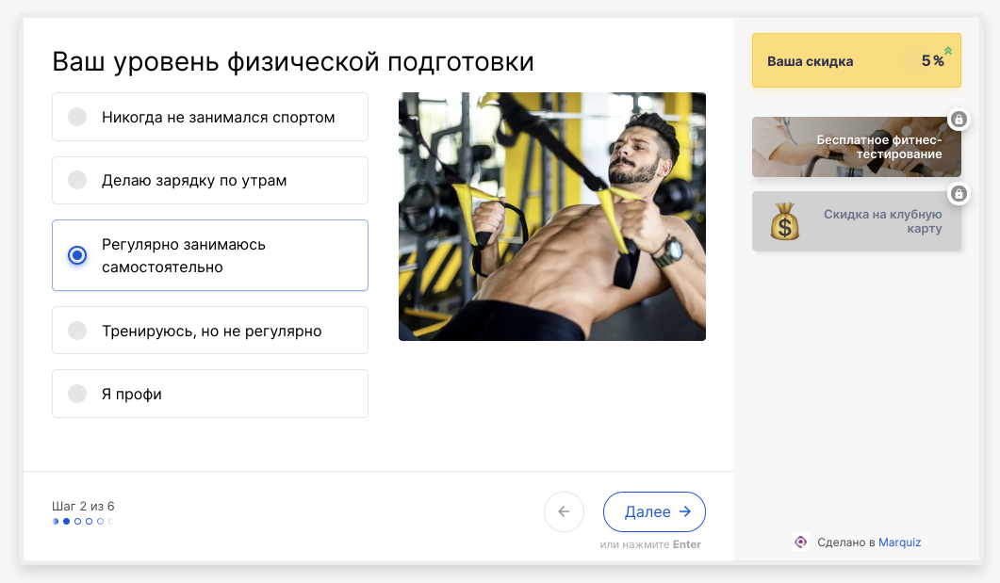 Ваш уровень физической подготовки
Никогда не занимался спортом
Делаю зарядку по утрам
Регулярно занимаюсь
самостоятельно
Тренируюсь, но не регулярно
Я профи
Шаг 2 из 6
Далее
или нажмите Enter
Ваша скидка
5 %
Бесплатное фитнес-
тестирование
$
Скидка на клубную
карту
Сделано в Marquiz